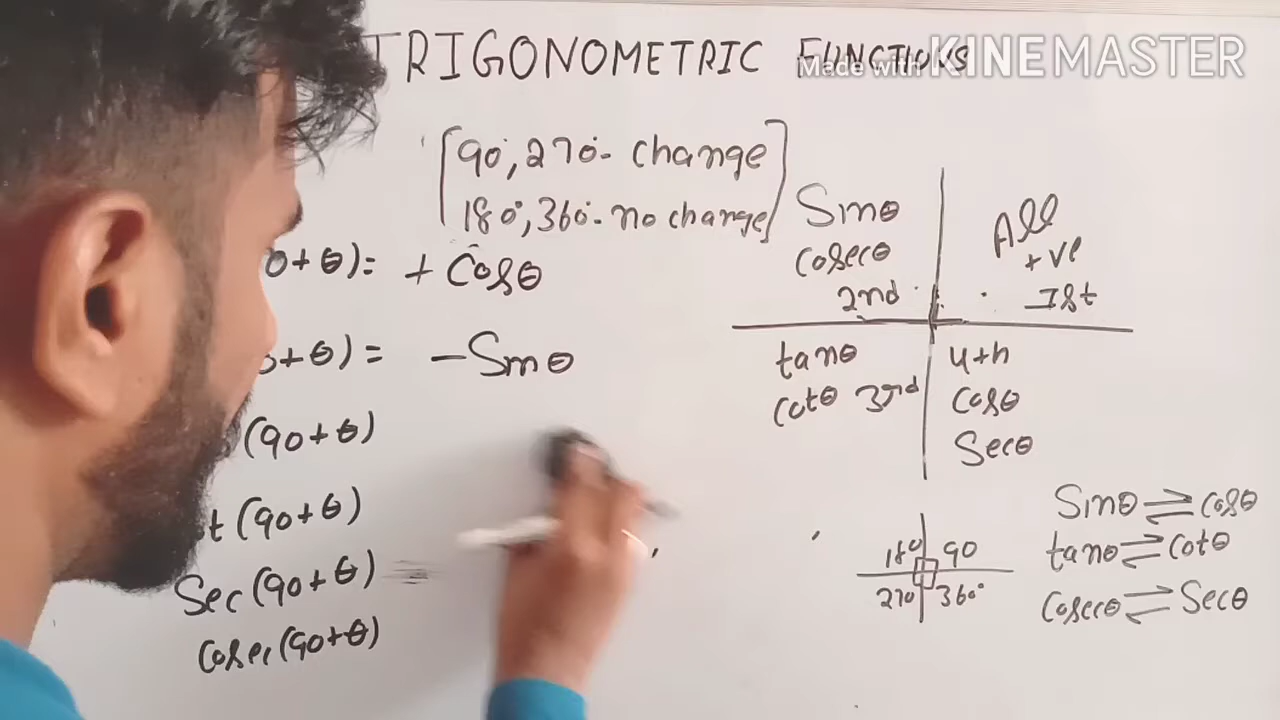 TRIGONOMETRIC FUNCTIONS
Made with KINEMASTER
[90°, 270°- change
180°, 360°- no change]
0+θ)= + Cosθ
+θ) = -Sinθ
(90+θ)
t (90+θ)
Sec (90+θ) =
Cosec (90+θ)
Sinθ
Cosecθ
2nd
All
+ve
Ist
tanθ
Cotθ 3rd
4th
Cosθ
Secθ
180 90
270 360°
Sinθ ⇌ Cosθ
tanθ ⇌ Cotθ
Cosecθ ⇌ Secθ